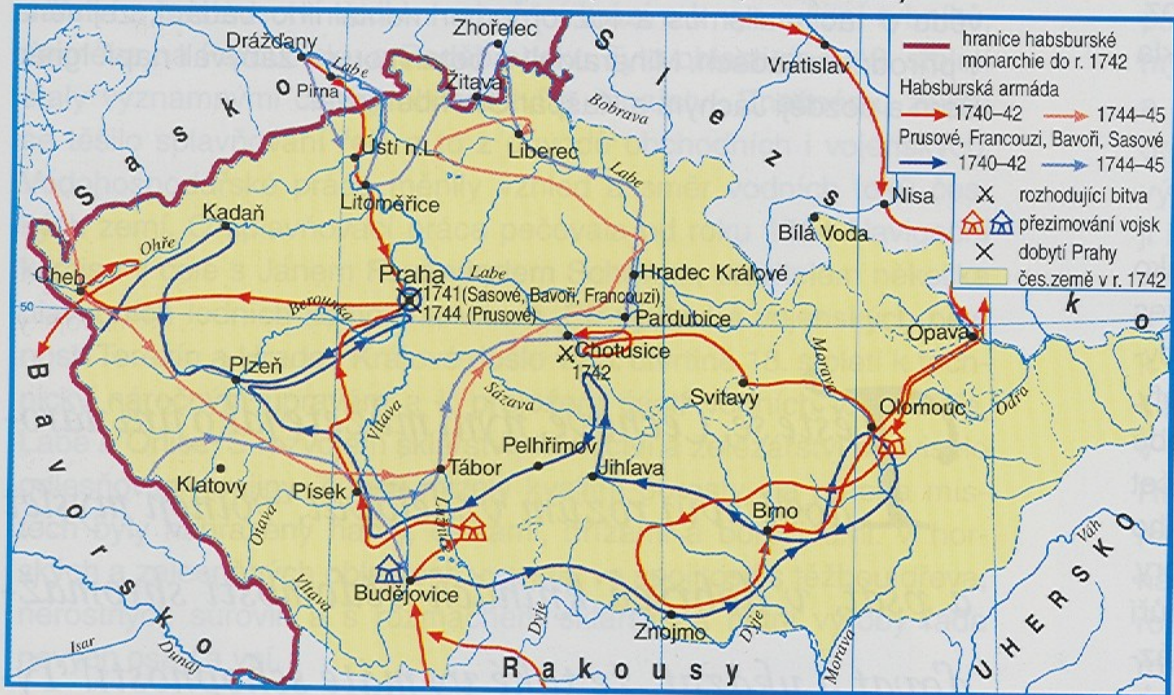 hranice habsburské
monarchie do r. 1742
Habsburská armáda
1740–42
1744–45
Prusové, Francouzi, Bavoři, Sasové
1740–42
1744–45
rozhodující bitva
přezimování vojsk
dobytí Prahy
čes.země v r. 1742
Zhořelec
Drážďany
Labe
Pirna
Žitava
Vratislav
Sasko
Slezsko
Bobrava
Ústí n.L.
Liberec
Labe
Litoměřice
Nisa
Kadaň
Bílá Voda
Ohře
Cheb
Praha
Labe
Hradec Králové
1741(Sasové, Bavoři, Francouzi)
1744 (Prusové)
Berounka
50
Pardubice
Opava
Chotusice
1742
Plzeň
Sázava
Svitavy
Morava
Olomouc
Odra
Vltava
Bavorsko
Pelhřimov
Tábor
Jihlava
Klatovy
Písek
Lužnice
Brno
Otava
Váh
UHERSKO
Budějovice
Vltava
Znojmo
Dyje
Dyje
Morava
Isar
Dunaj
Rakousy